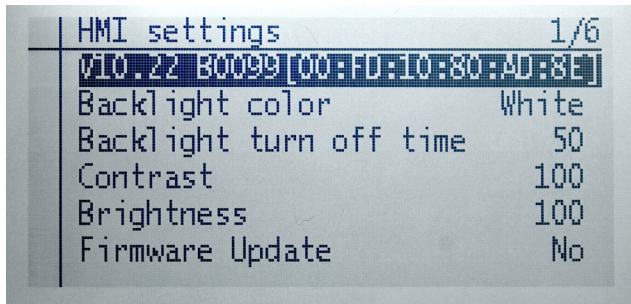 HMI settings 1/6
V10.22 B0099[00:FD:10:80:AD:8E]
Backlight color White
Backlight turn off time 50
Contrast 100
Brightness 100
Firmware Update No